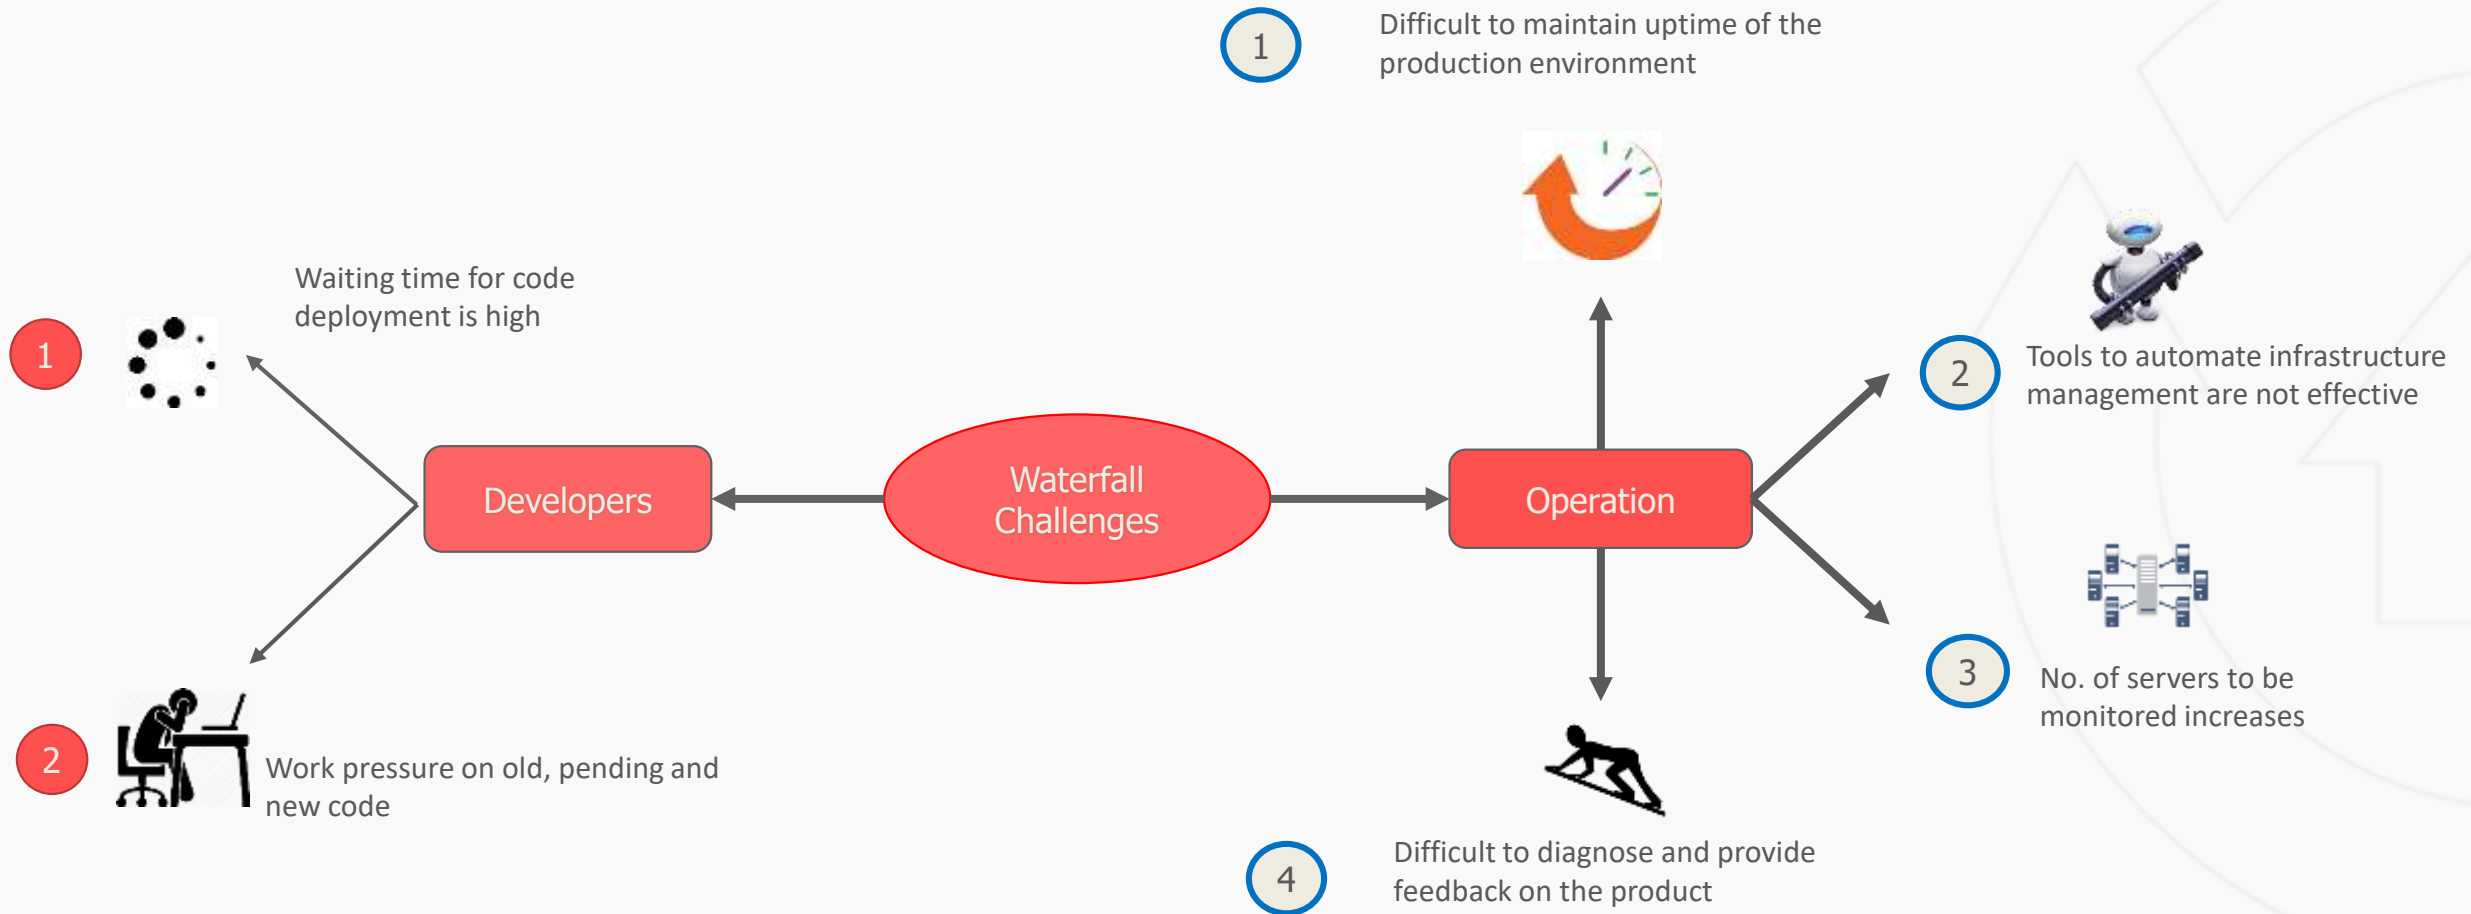 1
Difficult to maintain uptime of the
production environment
1
Waiting time for code
deployment is high
2
Tools to automate infrastructure
management are not effective
Developers
Waterfall
Challenges
Operation
3
No. of servers to be
monitored increases
2
Work pressure on old, pending and
new code
4
Difficult to diagnose and provide
feedback on the product